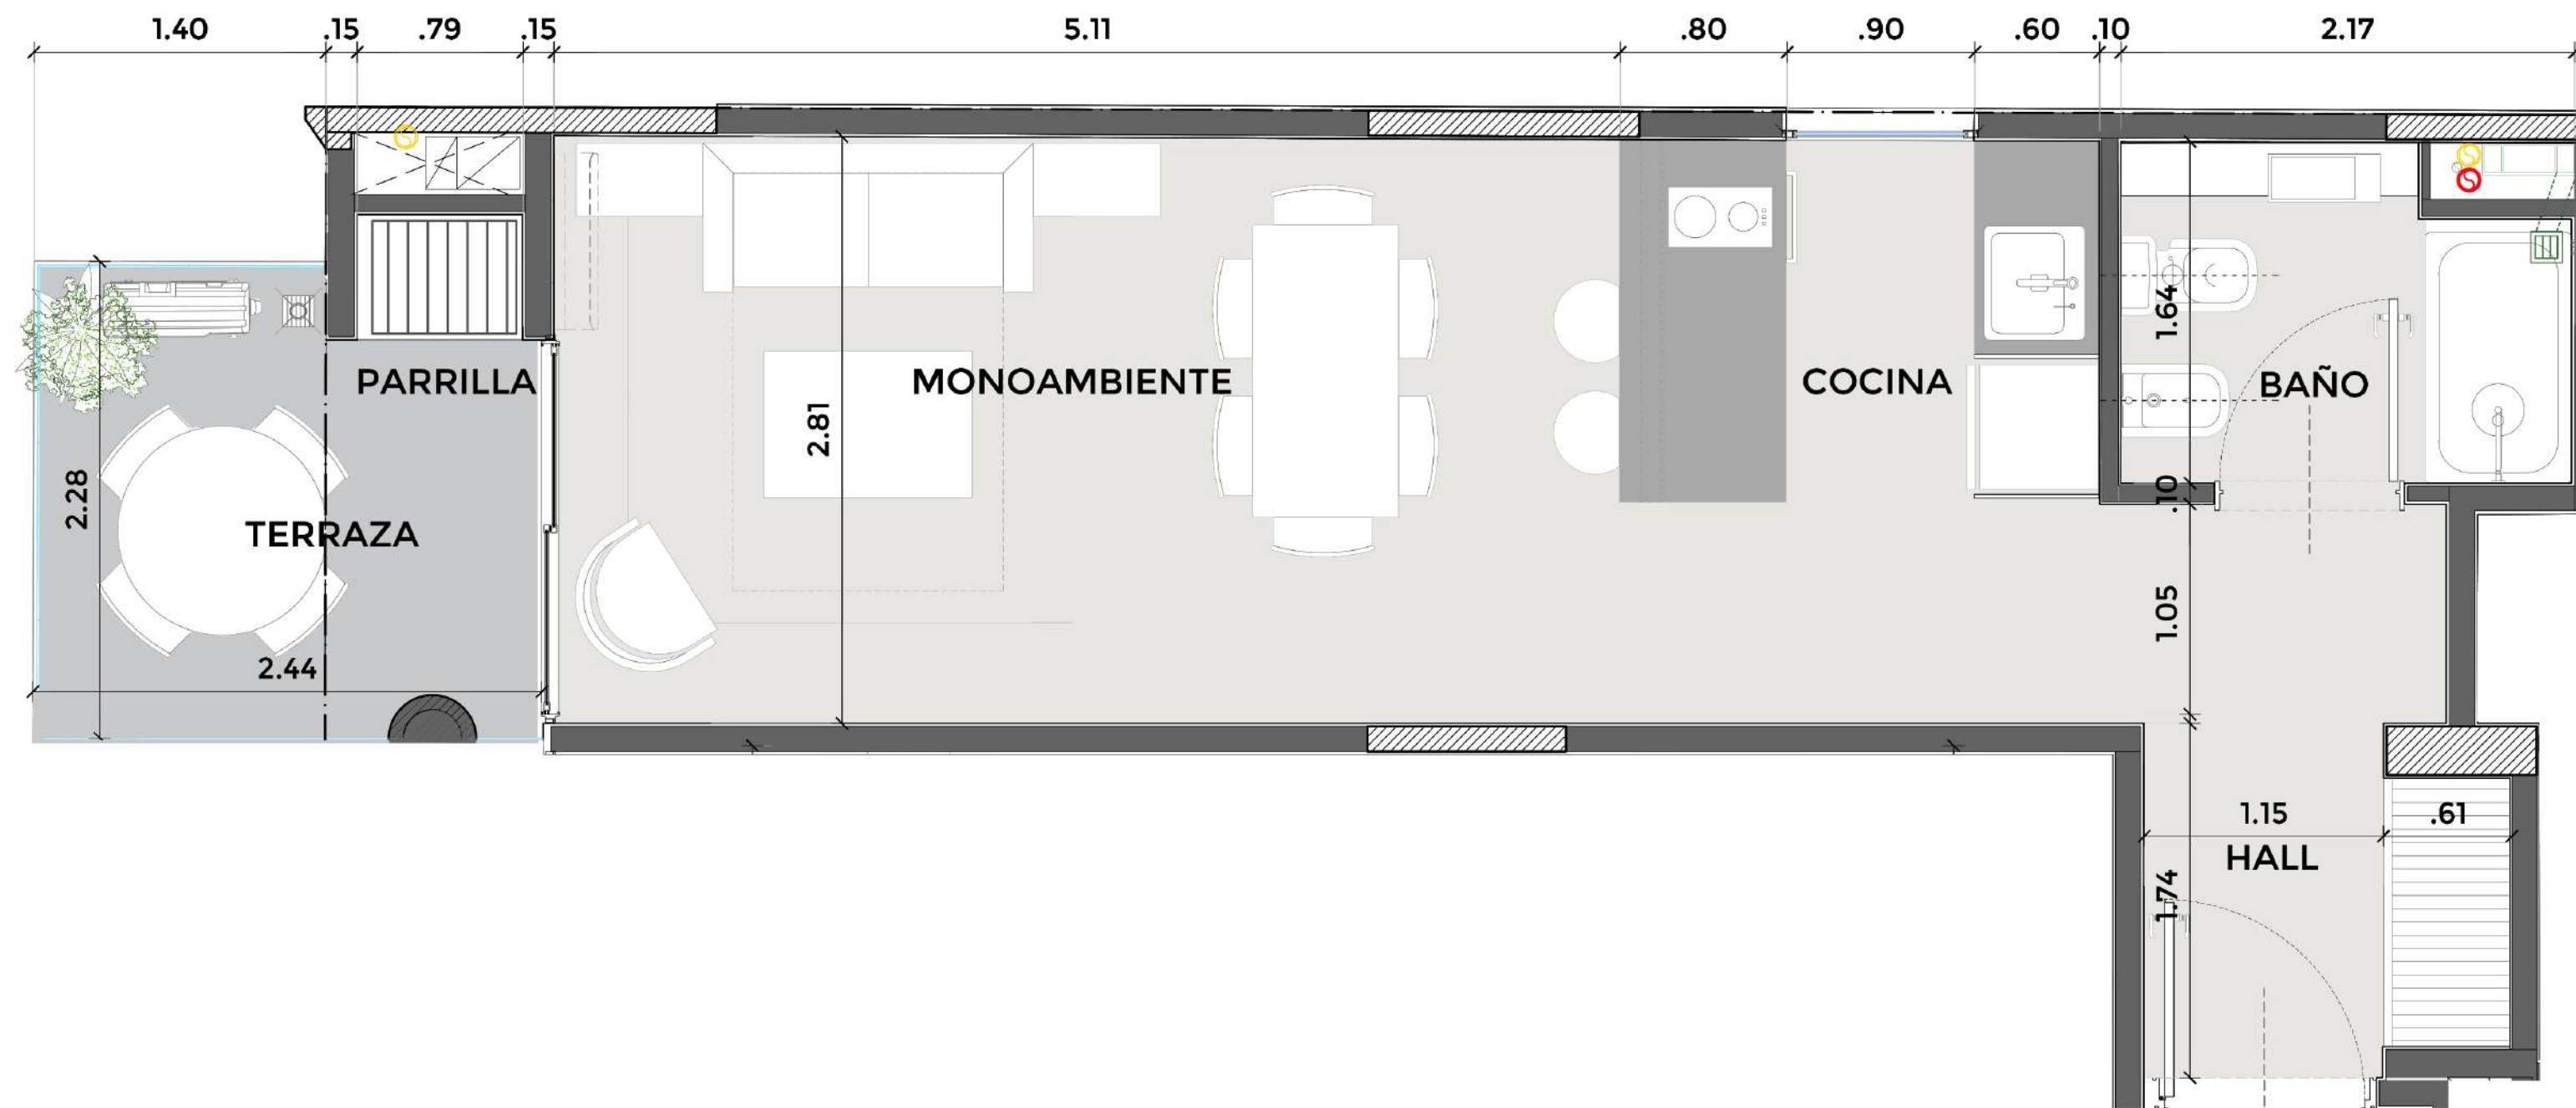 1.40 .15 .79 .15 5.11 .80 .90 .60 .10 2.17
PARRILLA
MONOAMBIENTE
COCINA
BAÑO
1.64
2.81
.10
2.28
TERRAZA
1.05
2.44
1.15 .61
HALL
1.74